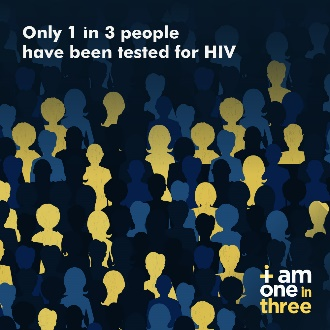 Only 1 in 3 people
have been tested for HIV
i am
one in
three